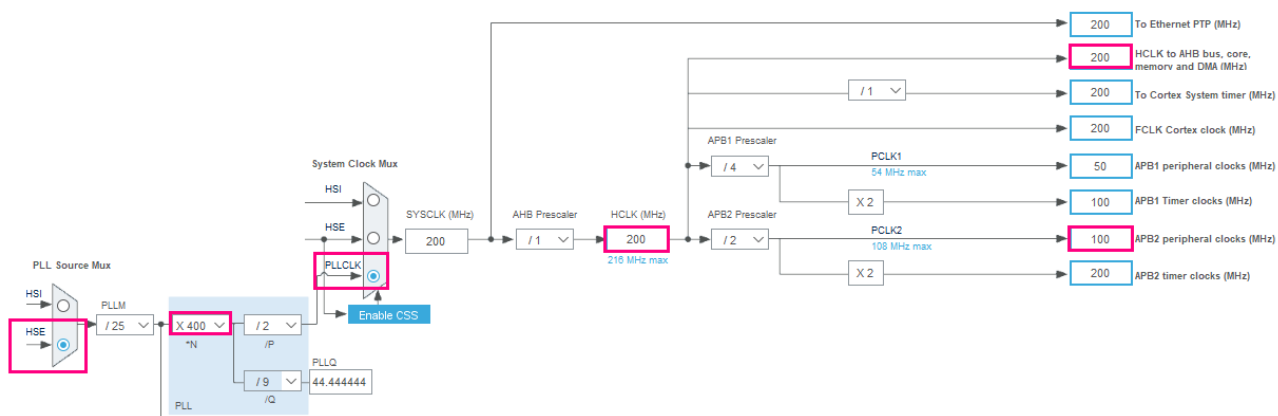 200
To Ethernet PTP (MHz)
200
HCLK to AHB bus, core,
memory and DMA (MHz)
/ 1
200
To Cortex System timer (MHz)
200
FCLK Cortex clock (MHz)
APB1 Prescaler
System Clock Mux
/ 4
PCLK1
54 MHz max
50
APB1 peripheral clocks (MHz)
HSI
X 2
100
APB1 Timer clocks (MHz)
SYSCLK (MHz)
AHB Prescaler
HCLK (MHz)
APB2 Prescaler
HSE
200
/ 1
200
/ 2
PCLK2
108 MHz max
100
APB2 peripheral clocks (MHz)
216 MHz max
PLLCLK
X 2
200
APB2 timer clocks (MHz)
PLL Source Mux
HSI
PLLM
Enable CSS
HSE
/ 25
X 400
/ 2
*N
/P
PLLQ
/ 9
44.444444
/Q
PLL